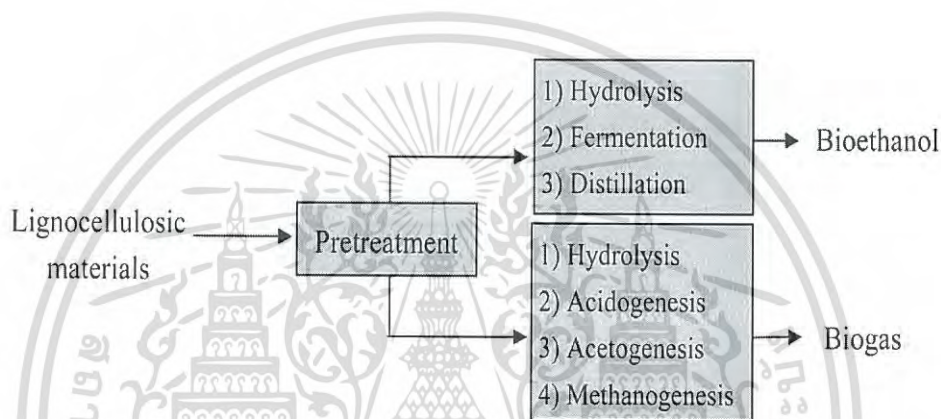 Lignocellulosic
materials
Pretreatment
1) Hydrolysis
2) Fermentation
3) Distillation
Bioethanol
1) Hydrolysis
2) Acidogenesis
3) Acetogenesis
4) Methanogenesis
Biogas